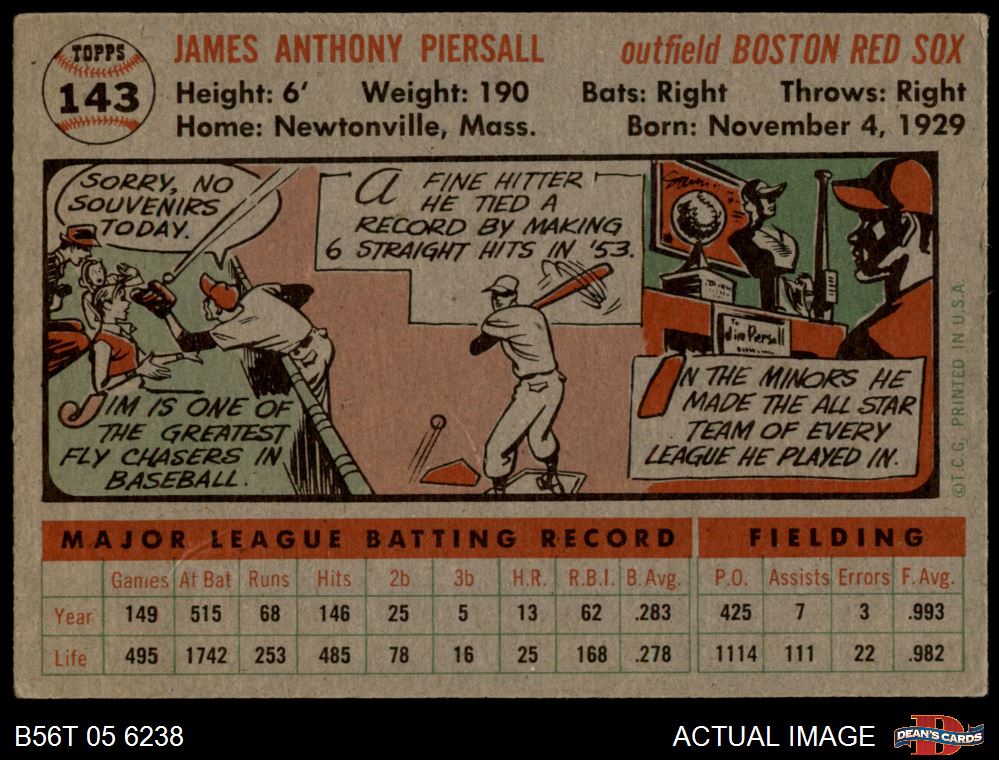 TOPPS
143
JAMES ANTHONY PIERSALL outfield BOSTON RED SOX
Height: 6' Weight: 190 Bats: Right Throws: Right
Home: Newtonville, Mass. Born: November 4, 1929
SORRY, NO
SOUVENIRS
TODAY.
JIM IS ONE OF
THE GREATEST
FLY CHASERS IN
BASEBALL.
A FINE HITTER
HE TIED A
RECORD BY MAKING
6 STRAIGHT HITS IN '53.
To
Jim Piersall
IN THE MINORS HE
MADE THE ALL STAR
TEAM OF EVERY
LEAGUE HE PLAYED IN.
©T.C.G. PRINTED IN U.S.A.
MAJOR LEAGUE BATTING RECORD FIELDING
Games At Bat Runs Hits 2b 3b H.R. R.B.I. B. Avg. P.O. Assists Errors F. Avg.
Year 149 515 68 146 25 5 13 62 .283 425 7 3 .993
Life 495 1742 253 485 78 16 25 168 .278 1114 111 22 .982
B56T 05 6238 ACTUAL IMAGE
DEAN'S CARDS